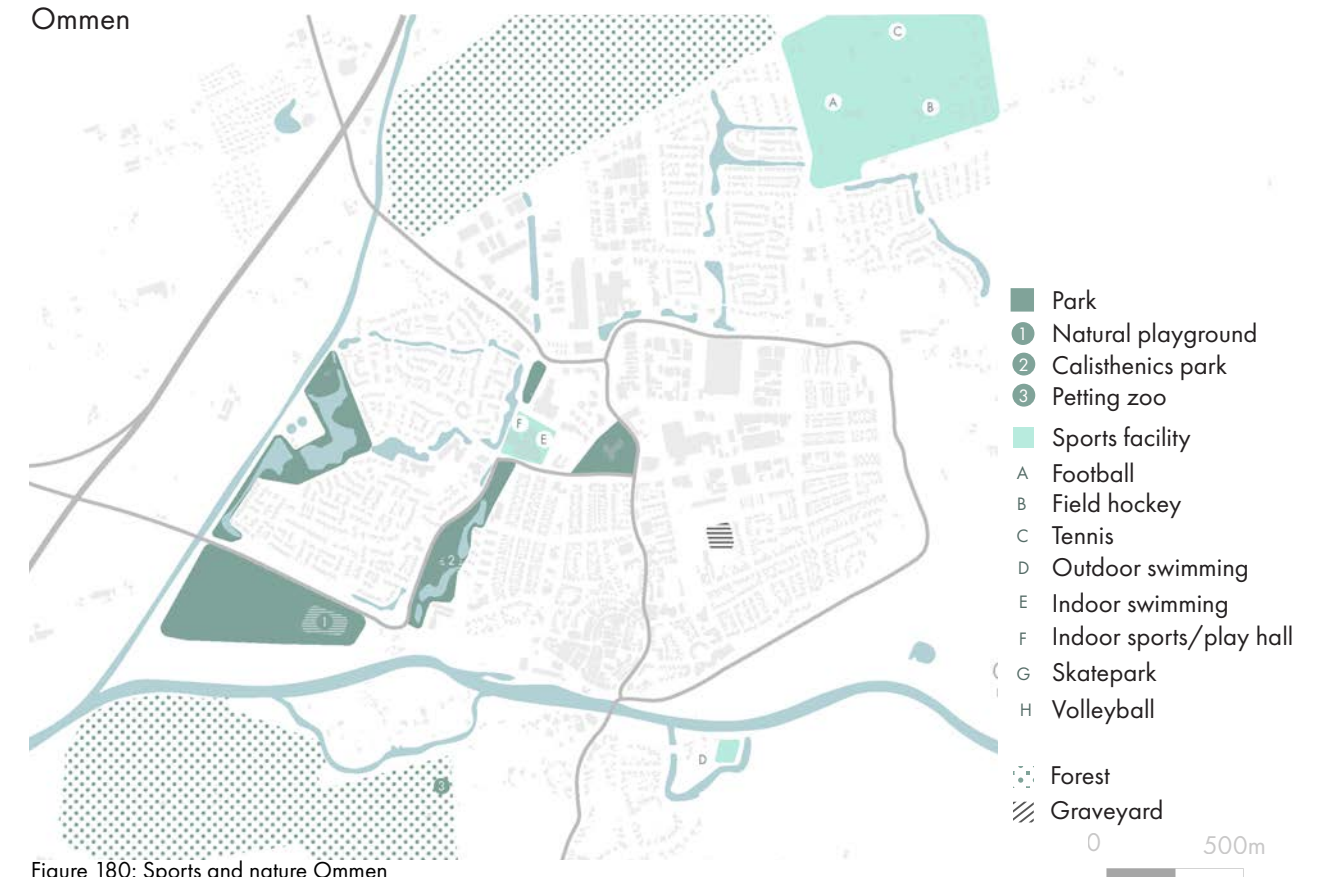 Ommen
C
A
B
F
E
2
1
D
3
Park
1 Natural playground
2 Calisthenics park
3 Petting zoo
Sports facility
A Football
B Field hockey
C Tennis
D Outdoor swimming
E Indoor swimming
F Indoor sports/play hall
G Skatepark
H Volleyball
Forest
Graveyard
0 500m
Figure 180: Sports and nature Ommen